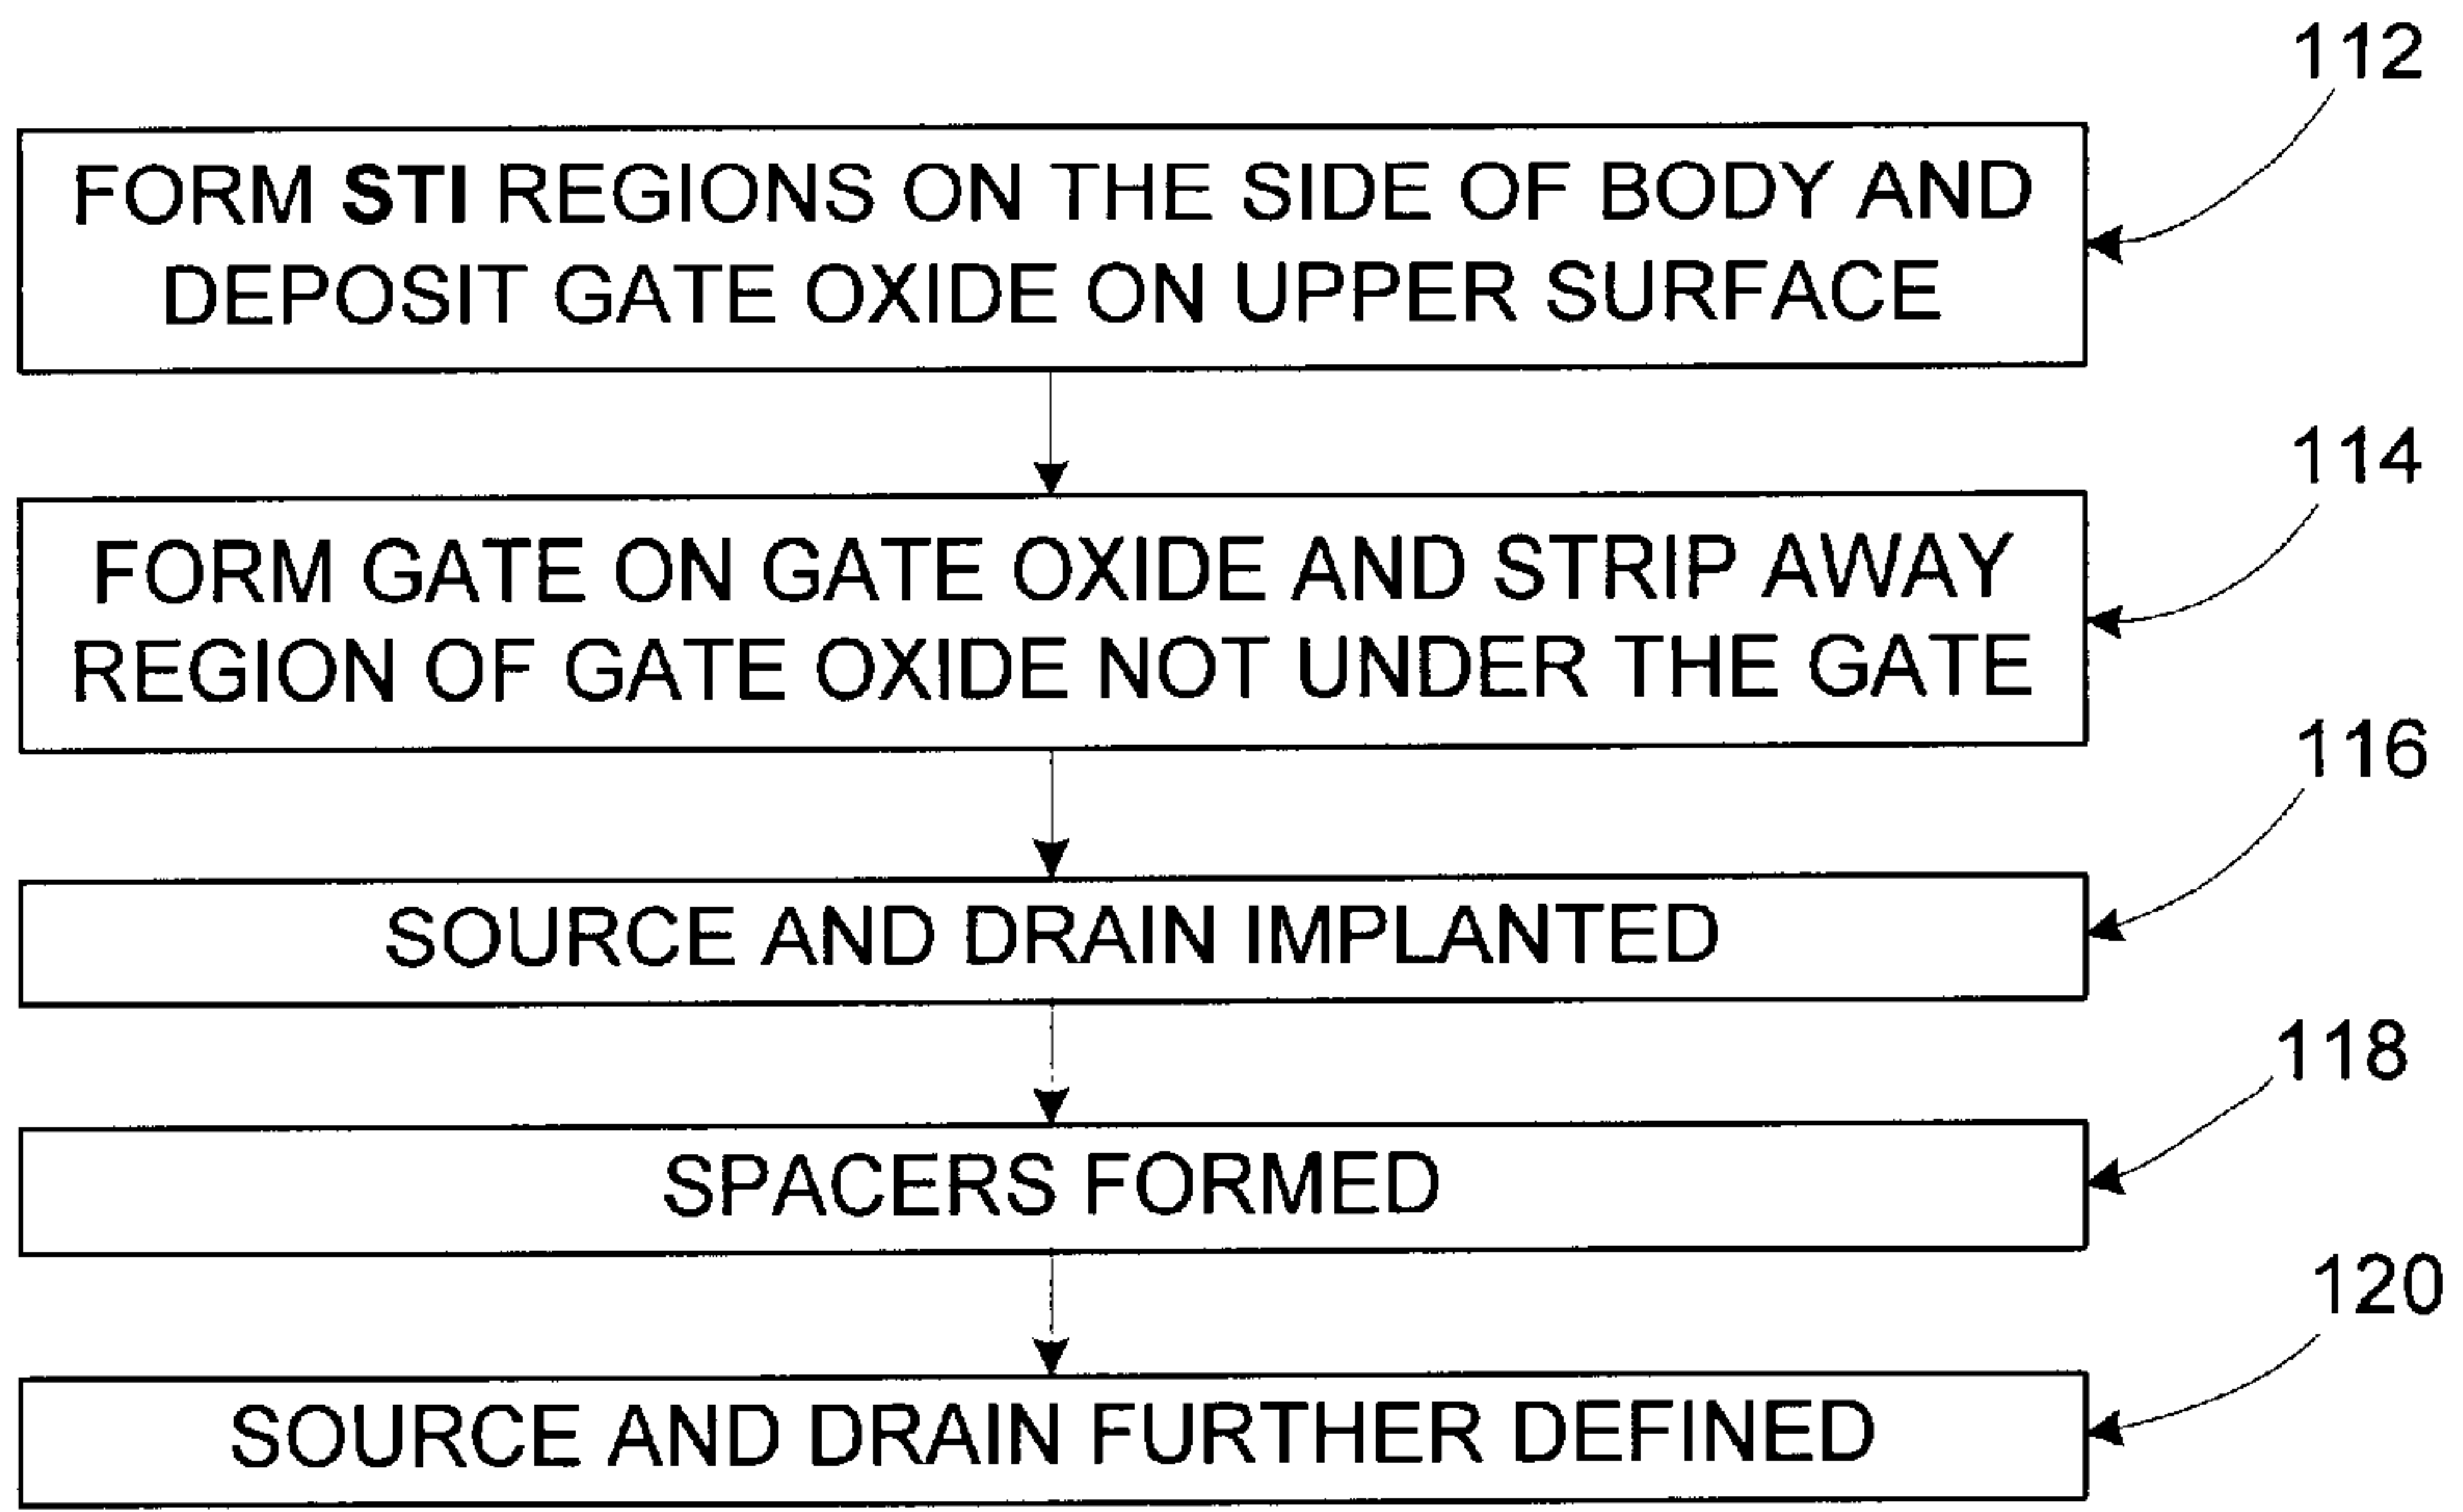 112
FORM STI REGIONS ON THE SIDE OF BODY AND
DEPOSIT GATE OXIDE ON UPPER SURFACE
114
FORM GATE ON GATE OXIDE AND STRIP AWAY
REGION OF GATE OXIDE NOT UNDER THE GATE
116
SOURCE AND DRAIN IMPLANTED
118
SPACERS FORMED
120
SOURCE AND DRAIN FURTHER DEFINED